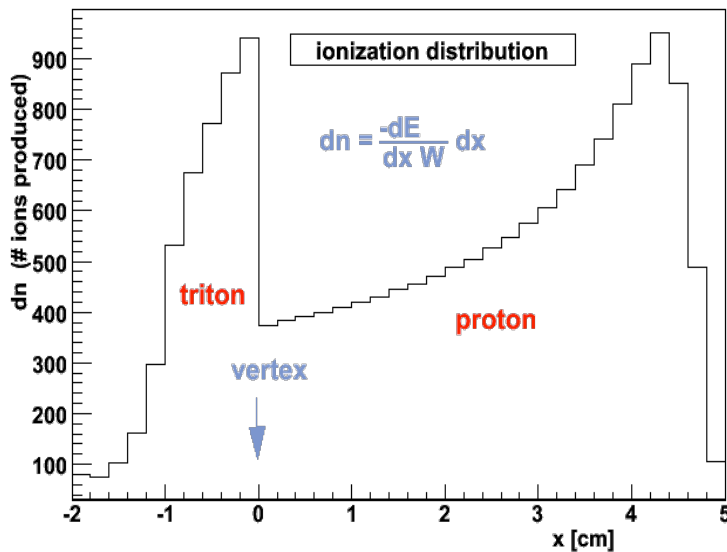 ionization distribution
dn = -dE / dx W dx
triton
proton
vertex
dn (# ions produced)
900
800
700
600
500
400
300
200
100
-2 -1 0 1 2 3 4 5
x [cm]